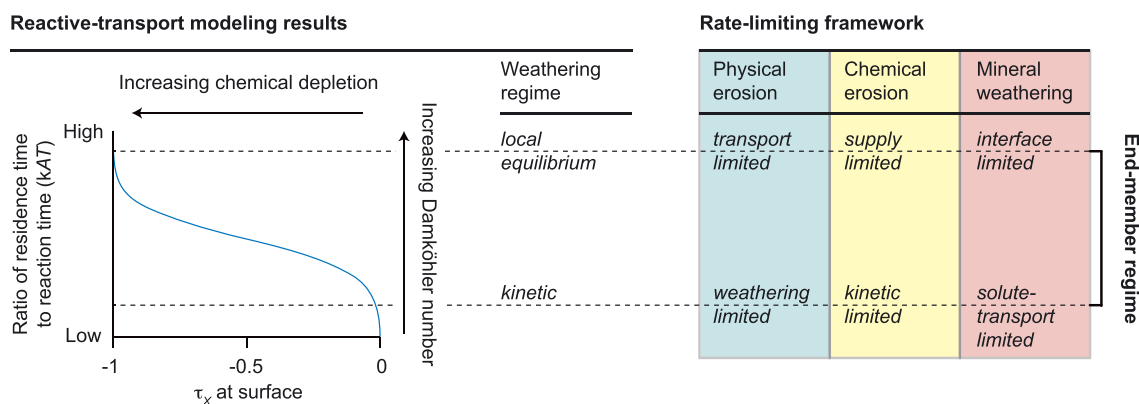 Reactive-transport modeling results
Increasing chemical depletion
Ratio of residence time
to reaction time (kAT)
High
Low
-1
-0.5
0
τx at surface
Increasing Damköhler number
Weathering
regime
local
equilibrium
kinetic
Rate-limiting framework
Physical
erosion
Chemical
erosion
Mineral
weathering
transport
limited
supply
limited
interface
limited
weathering
limited
kinetic
limited
solute-
transport
limited
End-member regime